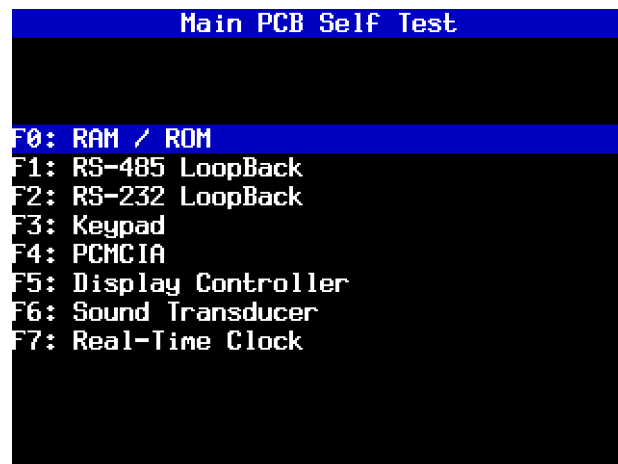 Main PCB Self Test
F0: RAM / ROM
F1: RS-485 LoopBack
F2: RS-232 LoopBack
F3: Keypad
F4: PCMCIA
F5: Display Controller
F6: Sound Transducer
F7: Real-Time Clock